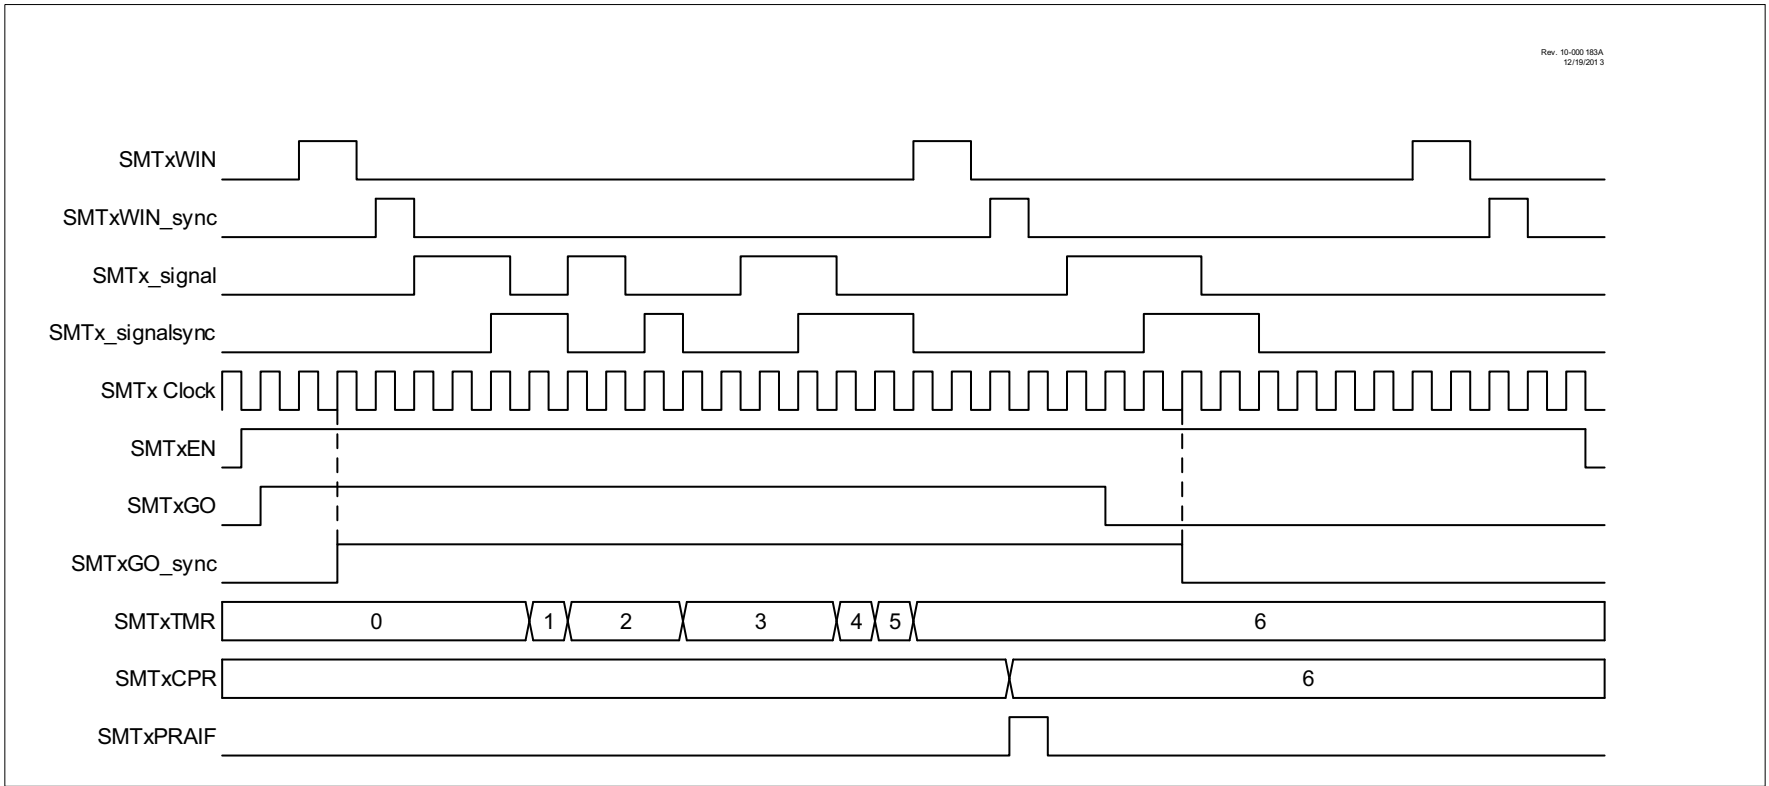 Rev. 10-000 183A
12/19/201 3
SMTxWIN
SMTxWIN_sync
SMTx_signal
SMTx_signalsync
SMTx Clock
SMTxEN
SMTxGO
SMTxGO_sync
SMTxTMR 0 1 2 3 4 5 6
SMTxCPR 6
SMTxPRAIF